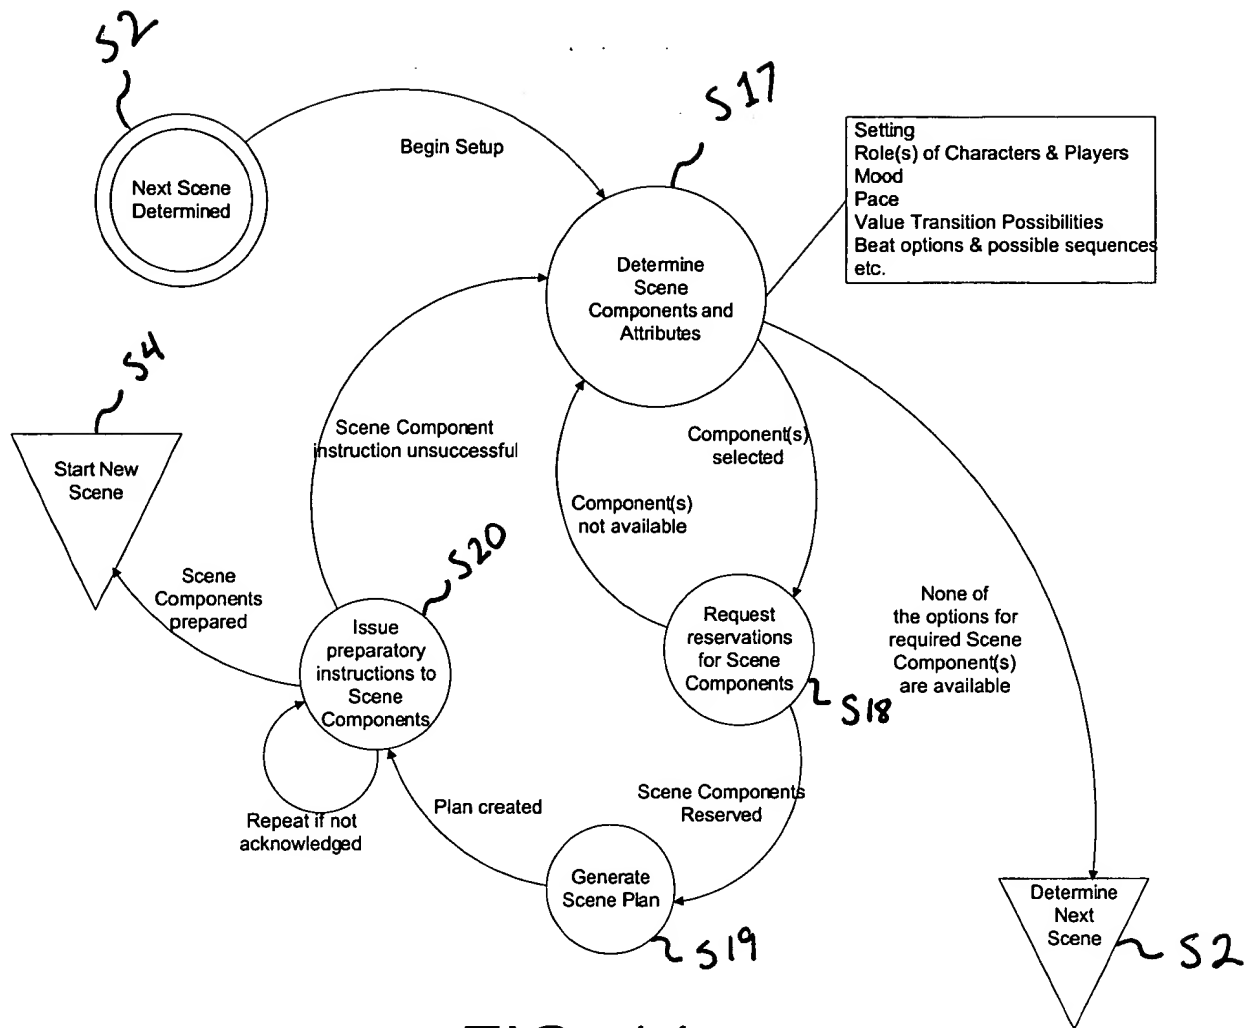 S2
Next Scene
Determined
Begin Setup
S17
Setting
Role(s) of Characters & Players
Mood
Pace
Value Transition Possibilities
Beat options & possible sequences
etc.
Determine
Scene
Components and
Attributes
S4
Start New
Scene
Scene Component
instruction unsuccessful
Component(s)
selected
Component(s)
not available
S20
Scene
Components
prepared
Issue
preparatory
instructions to
Scene
Components
Request
reservations
for Scene
Components
S18
None of
the options for
required Scene
Component(s)
are available
Repeat if not
acknowledged
Plan created
Scene Components
Reserved
Generate
Scene Plan
S19
Determine
Next
Scene
S2